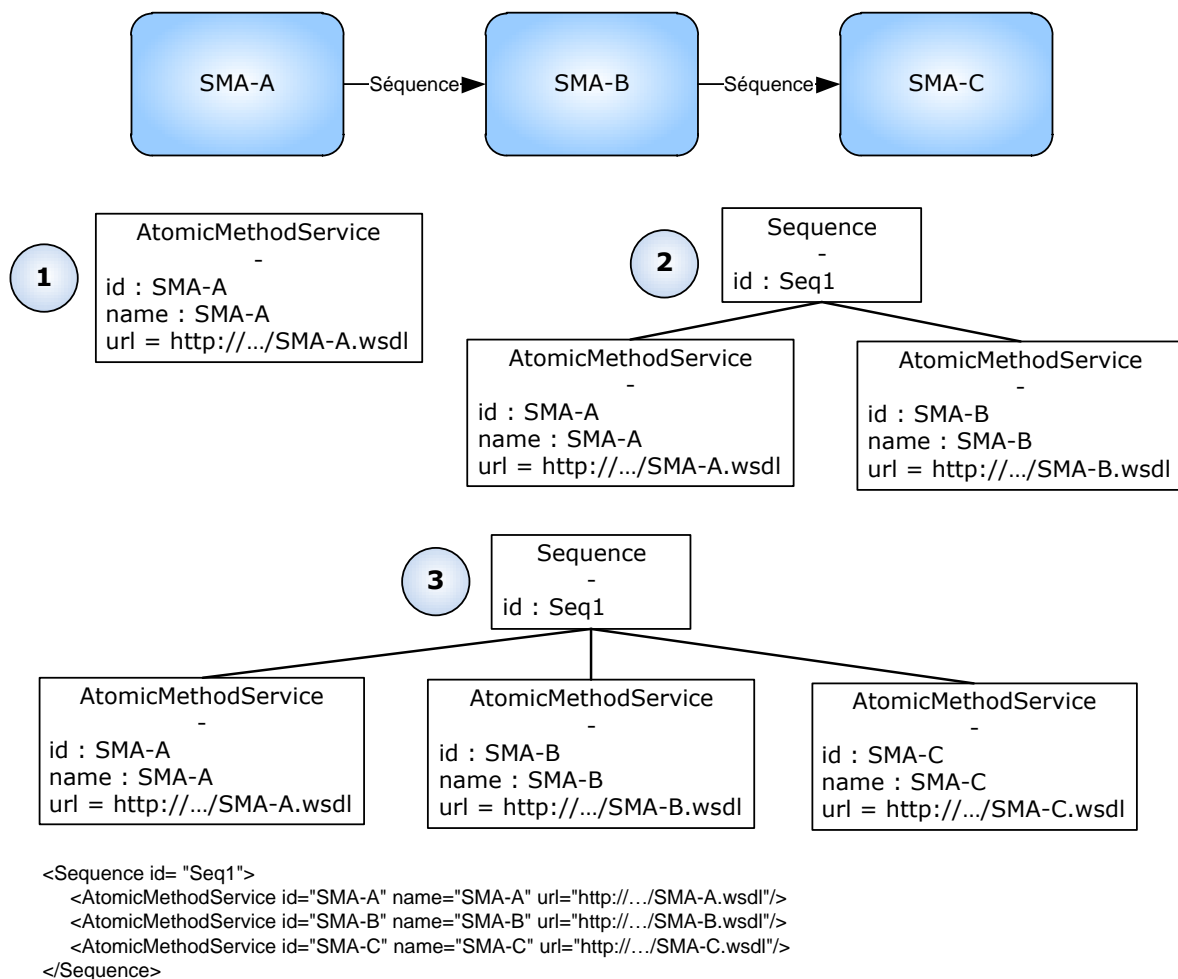 SMA-A
Séquence
SMA-B
Séquence
SMA-C
1
AtomicMethodService
-
id : SMA-A
name : SMA-A
url = http://.../SMA-A.wsdl
2
Sequence
-
id : Seq1
AtomicMethodService
-
id : SMA-A
name : SMA-A
url = http://.../SMA-A.wsdl
AtomicMethodService
-
id : SMA-B
name : SMA-B
url = http://.../SMA-B.wsdl
3
Sequence
-
id : Seq1
AtomicMethodService
-
id : SMA-A
name : SMA-A
url = http://.../SMA-A.wsdl
AtomicMethodService
-
id : SMA-B
name : SMA-B
url = http://.../SMA-B.wsdl
AtomicMethodService
-
id : SMA-C
name : SMA-C
url = http://.../SMA-C.wsdl
<Sequence id= "Seq1">
<AtomicMethodService id="SMA-A" name="SMA-A" url="http://…/SMA-A.wsdl"/>
<AtomicMethodService id="SMA-B" name="SMA-B" url="http://…/SMA-B.wsdl"/>
<AtomicMethodService id="SMA-C" name="SMA-C" url="http://…/SMA-C.wsdl"/>
</Sequence>